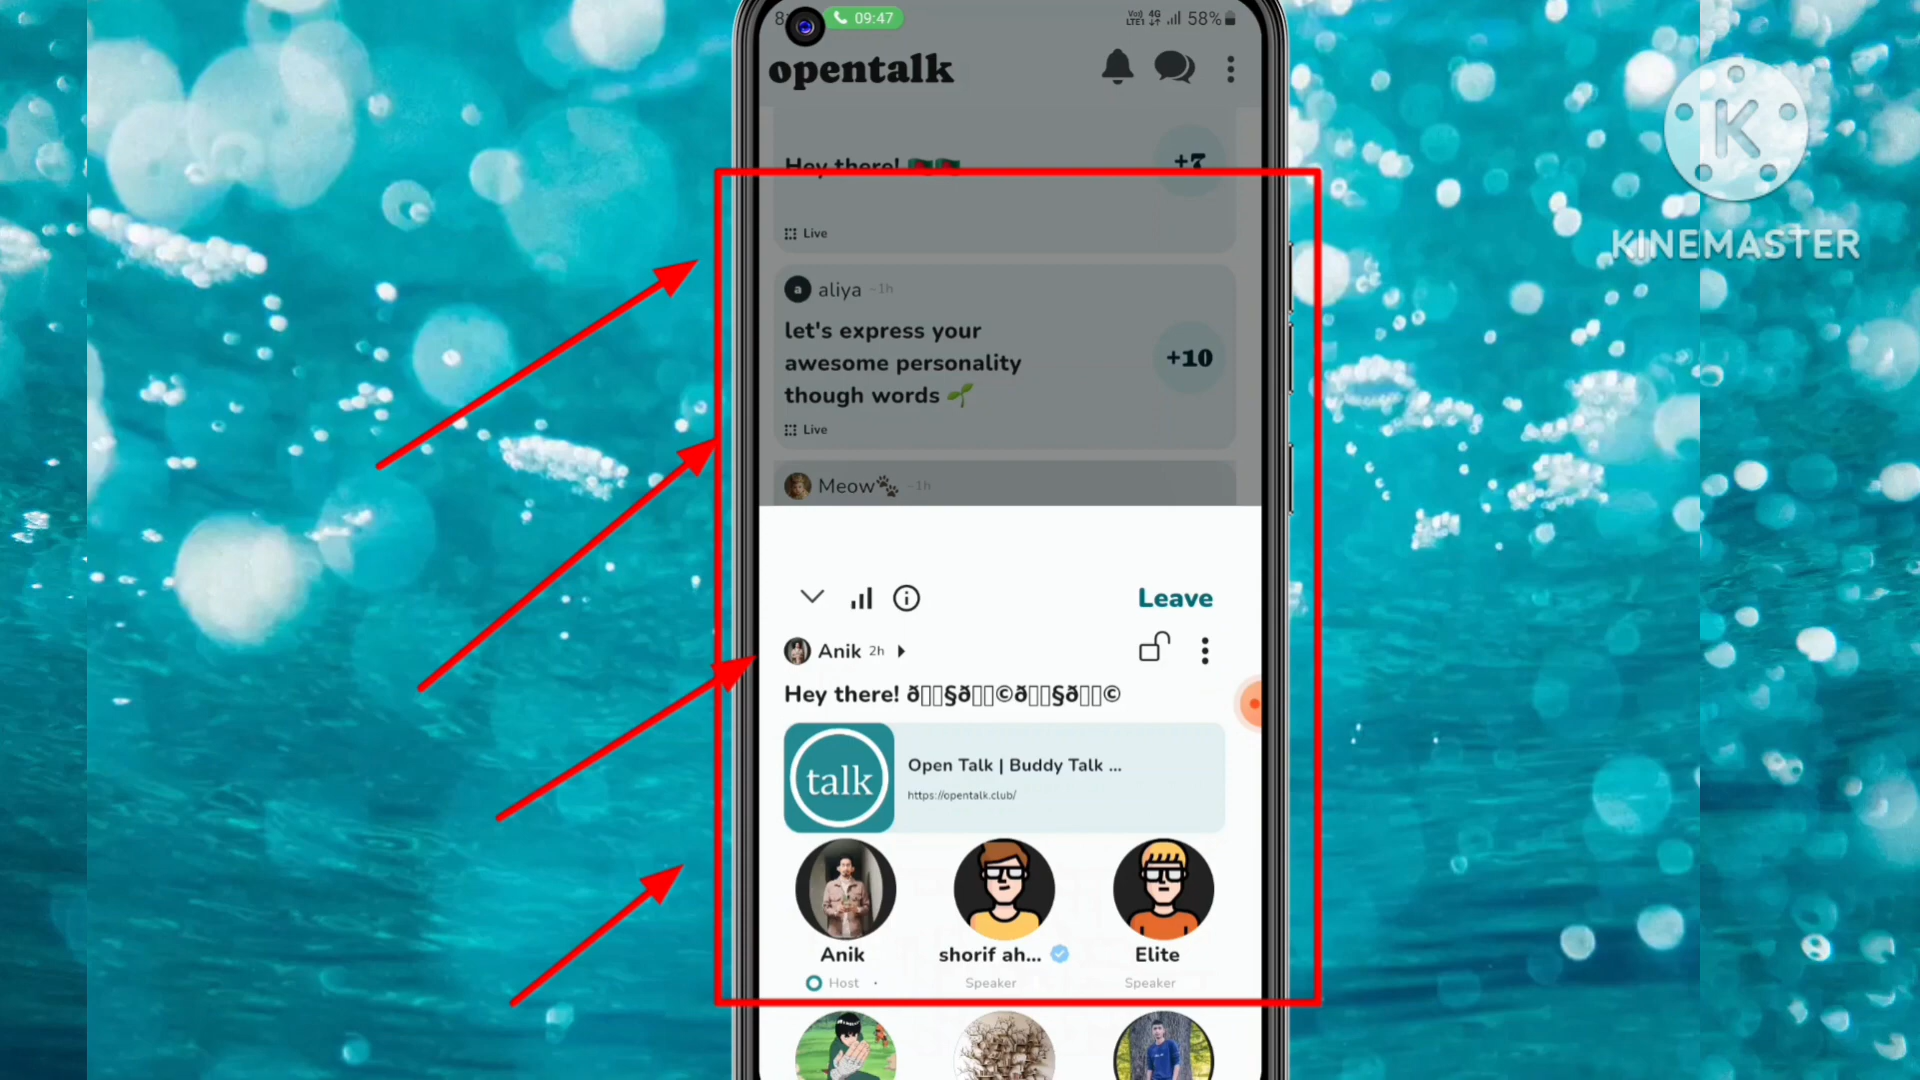 09:47
58%
opentalk
Hey there! 🇧🇩🇧🇩
+7
Live
a aliya ~1h
let's express your
awesome personality
though words 🌱
+10
Live
Meow🐾 ~1h
Leave
Anik 2h
Hey there! ð▯▯§ð▯▯©ð▯▯§ð▯▯©
talk
Open Talk | Buddy Talk ...
https://opentalk.club/
Anik
shorif ah...
Elite
Host
Speaker
Speaker
K
KINEMASTER